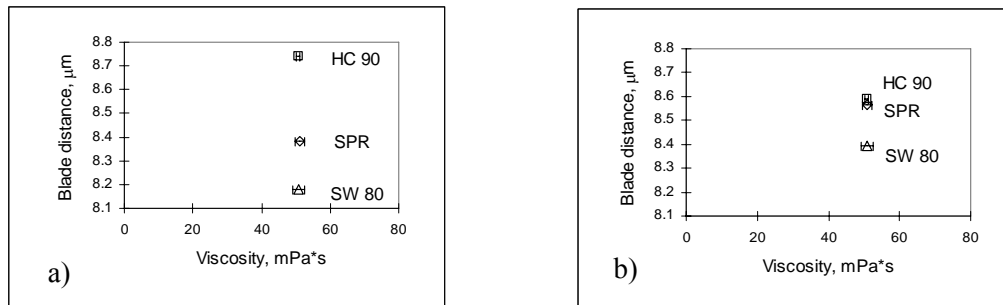 8.8
8.7
8.6
8.5
8.4
8.3
8.2
8.1
0 20 40 60 80
Blade distance, μm
Viscosity, mPa*s
HC 90
SPR
SW 80
a)
8.8
8.7
8.6
8.5
8.4
8.3
8.2
8.1
0 20 40 60 80
Blade distance, μm
Viscosity, mPa*s
HC 90
SPR
SW 80
b)